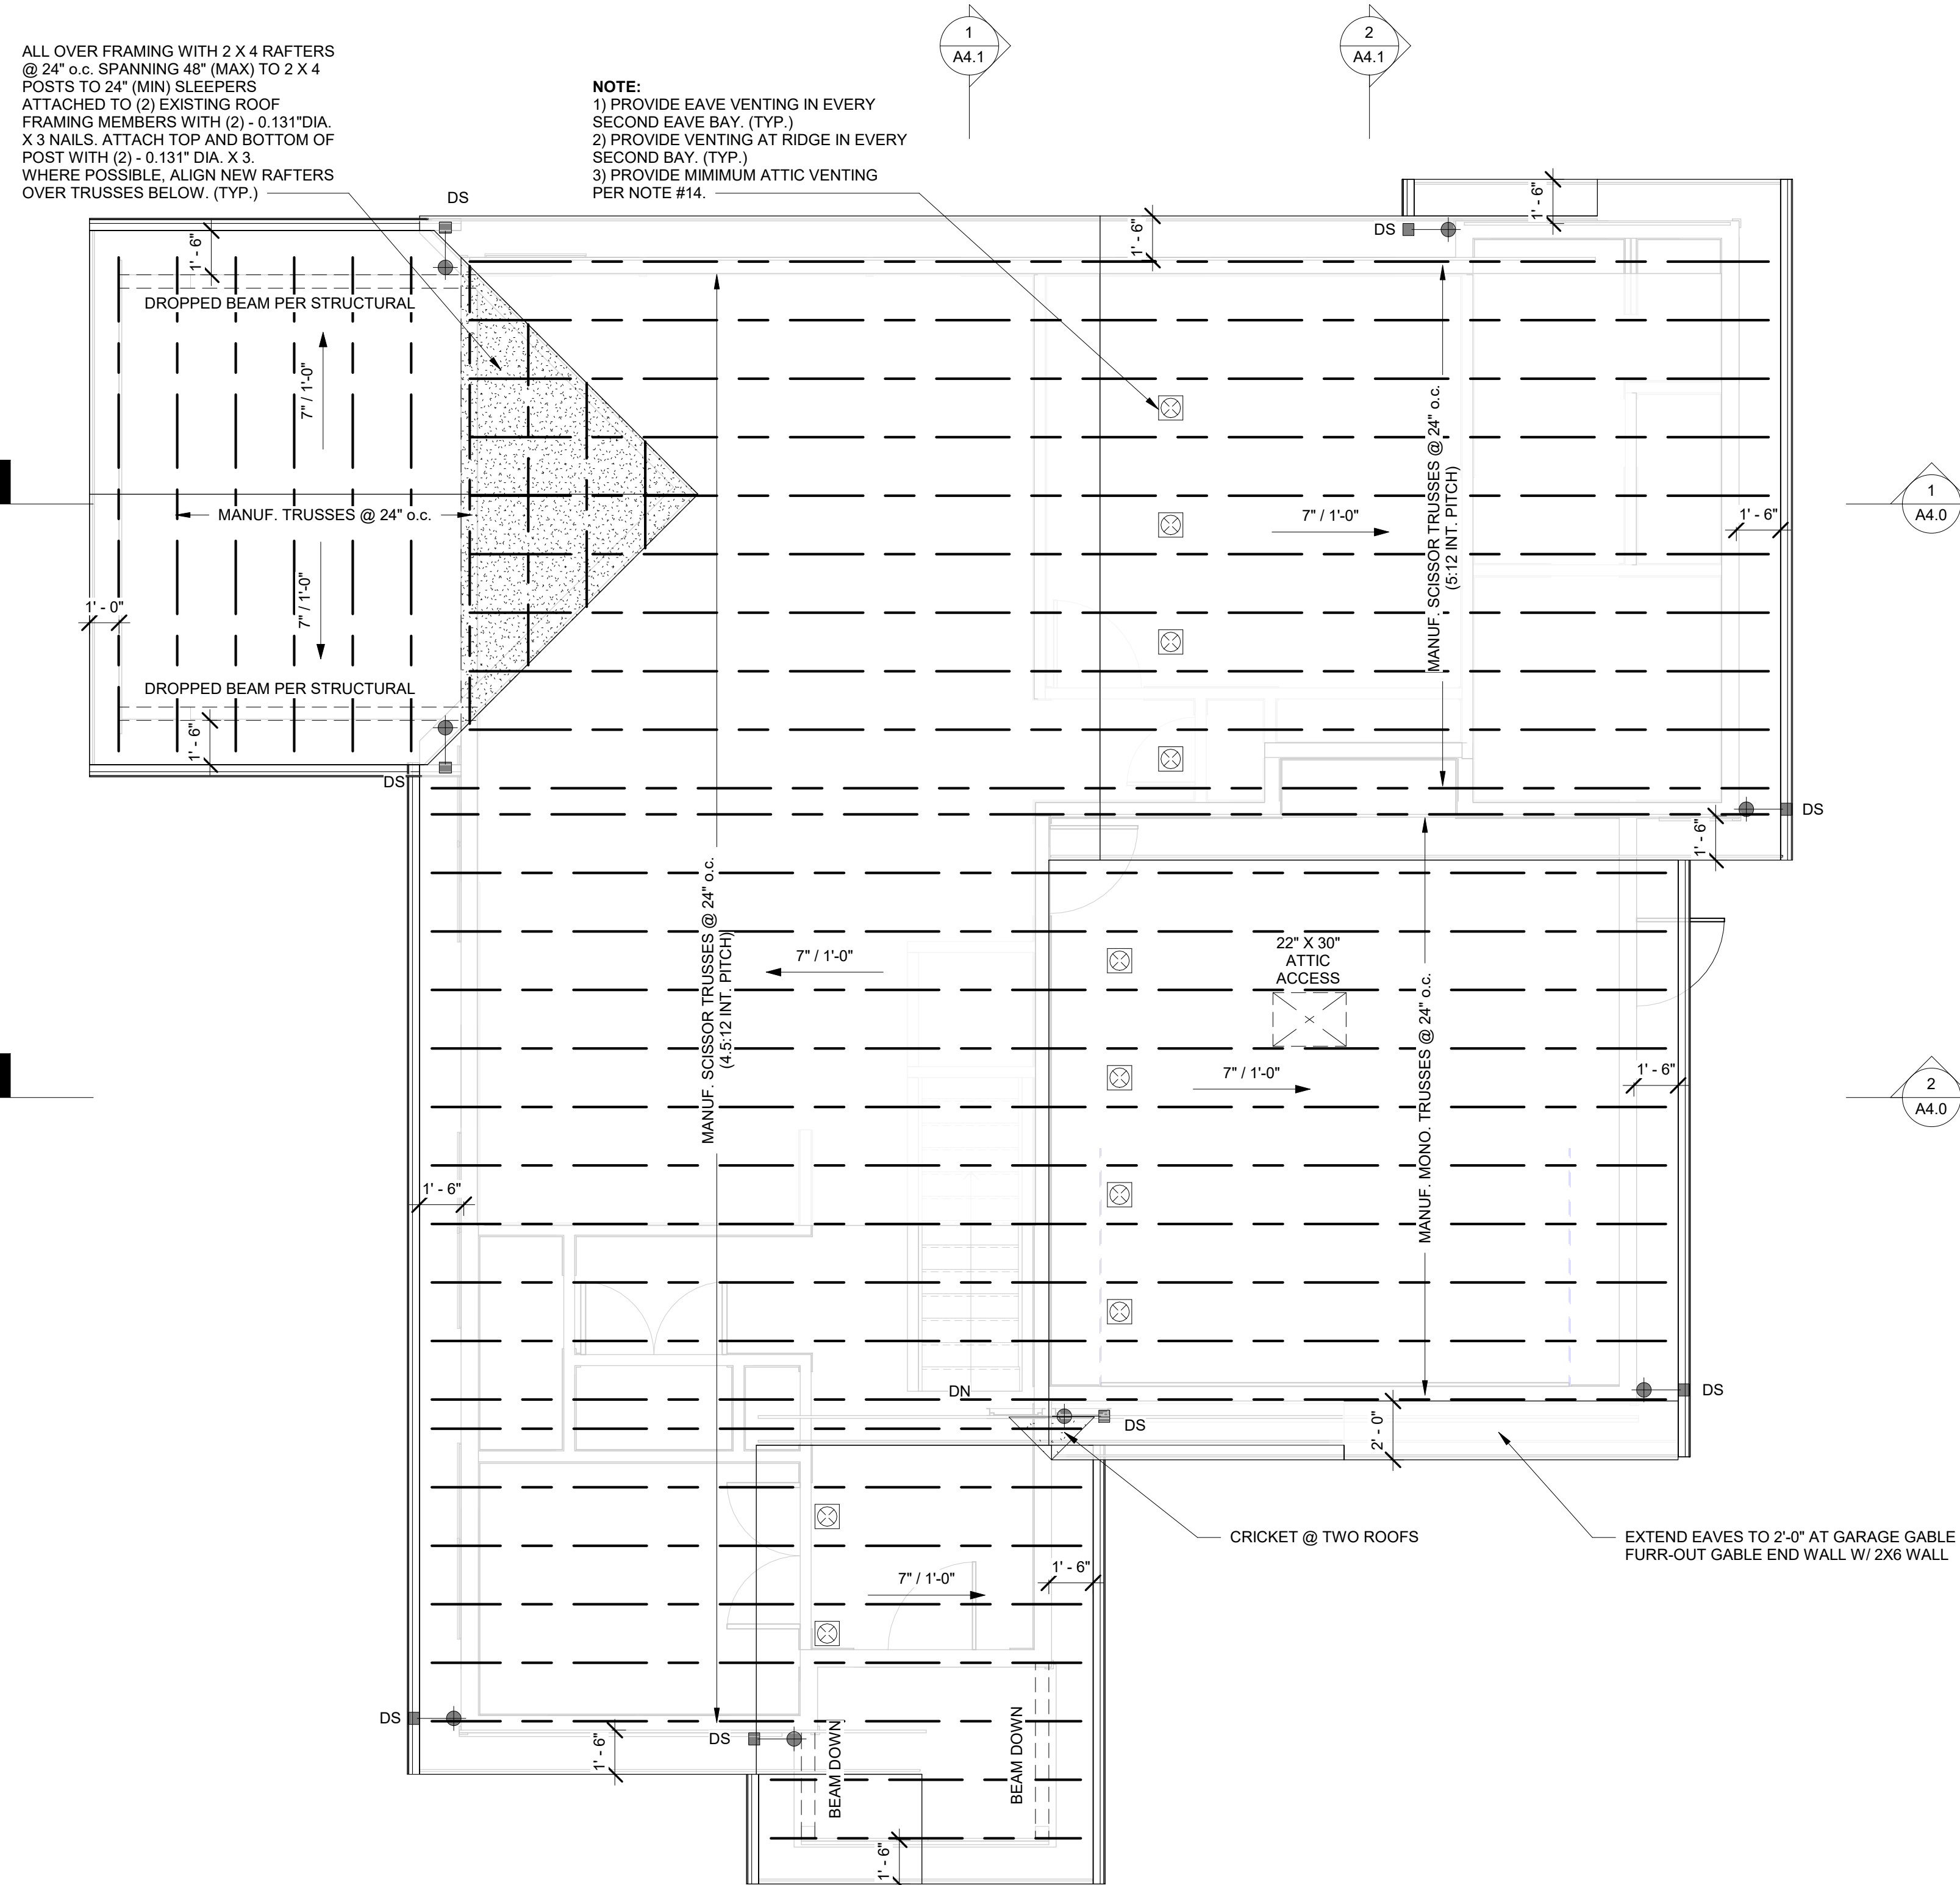 1
A4.1
2
A4.1
ALL OVER FRAMING WITH 2 X 4 RAFTERS
@ 24" o.c. SPANNING 48" (MAX) TO 2 X 4
POSTS TO 24" (MIN) SLEEPERS
ATTACHED TO (2) EXISTING ROOF
FRAMING MEMBERS WITH (2) - 0.131"DIA.
X 3 NAILS. ATTACH TOP AND BOTTOM OF
POST WITH (2) - 0.131" DIA. X 3.
WHERE POSSIBLE, ALIGN NEW RAFTERS
OVER TRUSSES BELOW. (TYP.)
NOTE:
1) PROVIDE EAVE VENTING IN EVERY
SECOND EAVE BAY. (TYP.)
2) PROVIDE VENTING AT RIDGE IN EVERY
SECOND BAY. (TYP.)
3) PROVIDE MIMIMUM ATTIC VENTING
PER NOTE #14.
DS
1' - 6"
1' - 6"
1' - 6"
DS
DROPPED BEAM PER STRUCTURAL
7" / 1'-0"
MANUF. TRUSSES @ 24" o.c.
7" / 1'-0"
1' - 0"
DROPPED BEAM PER STRUCTURAL
1' - 6"
DS
MANUF. SCISSOR TRUSSES @ 24" o.c.
(5:12 INT. PITCH)
7" / 1'-0"
1' - 6"
1
A4.0
DS
1' - 6"
MANUF. SCISSOR TRUSSES @ 24" o.c.
(4.5:12 INT. PITCH)
7" / 1'-0"
22" X 30"
ATTIC
ACCESS
MANUF. MONO. TRUSSES @ 24" o.c.
7" / 1'-0"
1' - 6"
2
A4.0
1' - 6"
DN
DS
DS
2' - 0"
CRICKET @ TWO ROOFS
EXTEND EAVES TO 2'-0" AT GARAGE GABLE
FURR-OUT GABLE END WALL W/ 2X6 WALL
7" / 1'-0"
1' - 6"
DS
1' - 6"
DS
BEAM DOWN
BEAM DOWN
1' - 6"